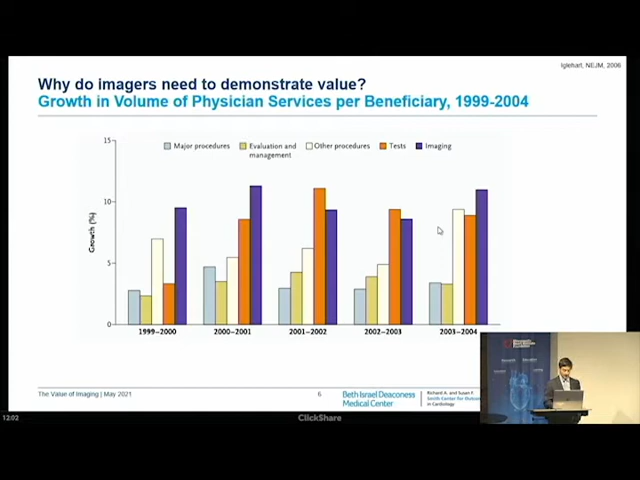 Iglehart, NEJM, 2006
Why do imagers need to demonstrate value?
Growth in Volume of Physician Services per Beneficiary, 1999-2004
15
10
5
0
Growth (%)
Major procedures
Evaluation and
management
Other procedures
Tests
Imaging
1999–2000
2000–2001
2001–2002
2002–2003
2003–2004
The Value of Imaging | May 2021
6
Beth Israel Deaconess
Medical Center
Richard A. and Susan F.
Smith Center for
in Cardiology
12:02
ClickShare